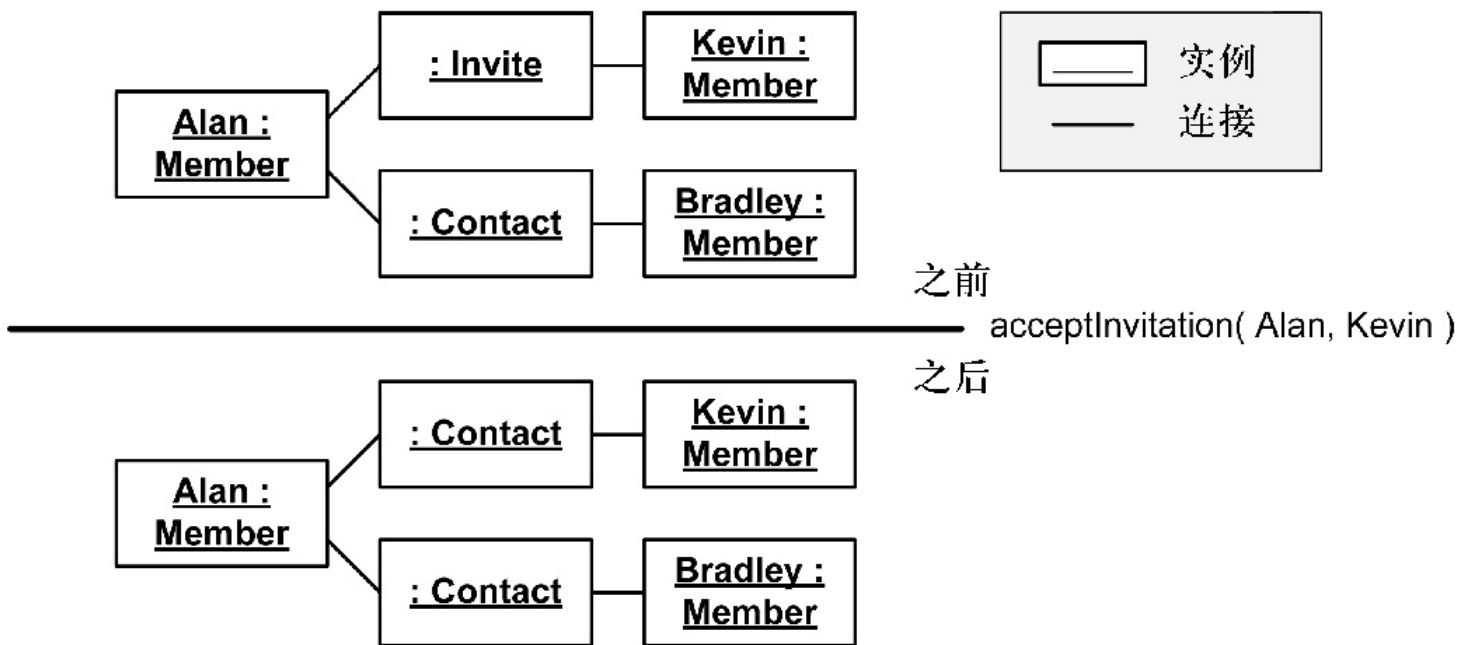 : Invite
Kevin :
Member
Alan :
Member
: Contact
Bradley :
Member
实例
连接
之前
acceptInvitation( Alan, Kevin )
之后
: Contact
Kevin :
Member
Alan :
Member
: Contact
Bradley :
Member